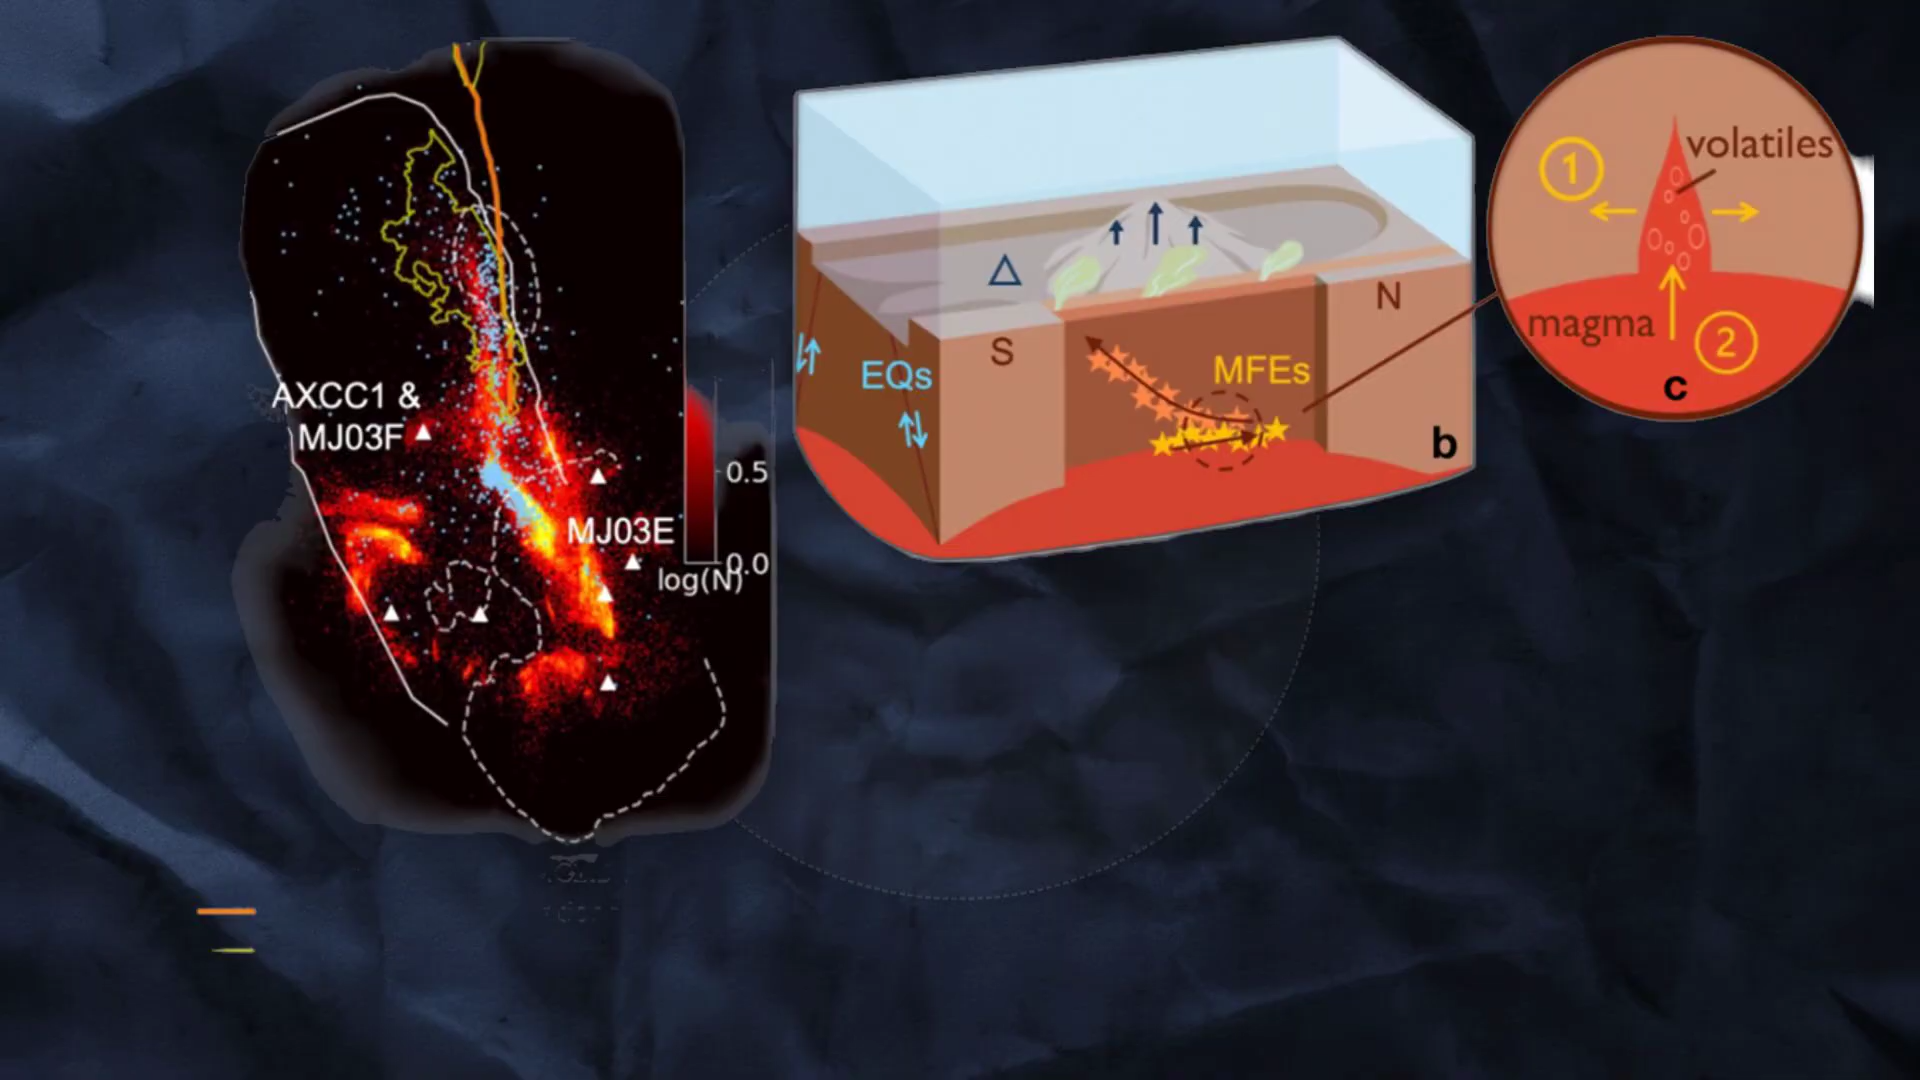 AXCC1 &
MJ03F
MJ03E
0.5
0.0
log(N)
EQs
S
MFEs
N
b
1
volatiles
magma
2
c